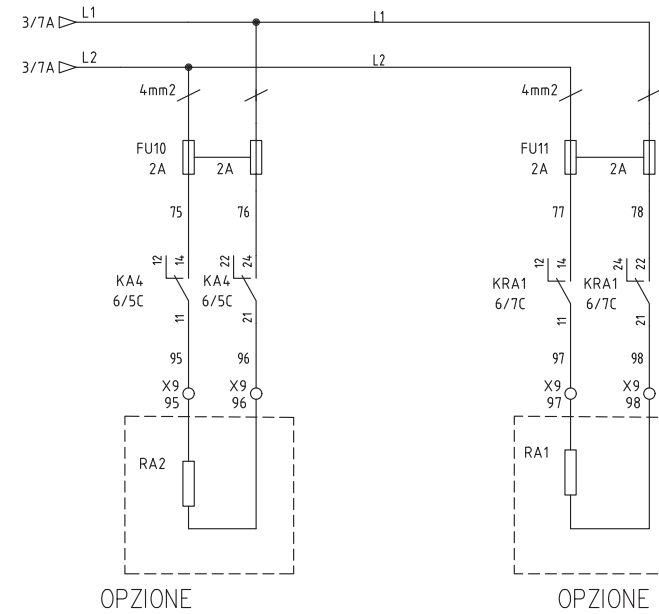 L1 L1
3/7A
L2 L2
3/7A
4mm2 4mm2
FU10 FU11
2A 2A 2A 2A
75 76 77 78
12 14 22 24 12 14 24 22
KA4 KA4 KRA1 KRA1
6/5C 6/5C 6/7C 6/7C
11 21 11 21
95 96 97 98
X9 X9 X9 X9
95 96 97 98
RA2 RA1
OPZIONE OPZIONE